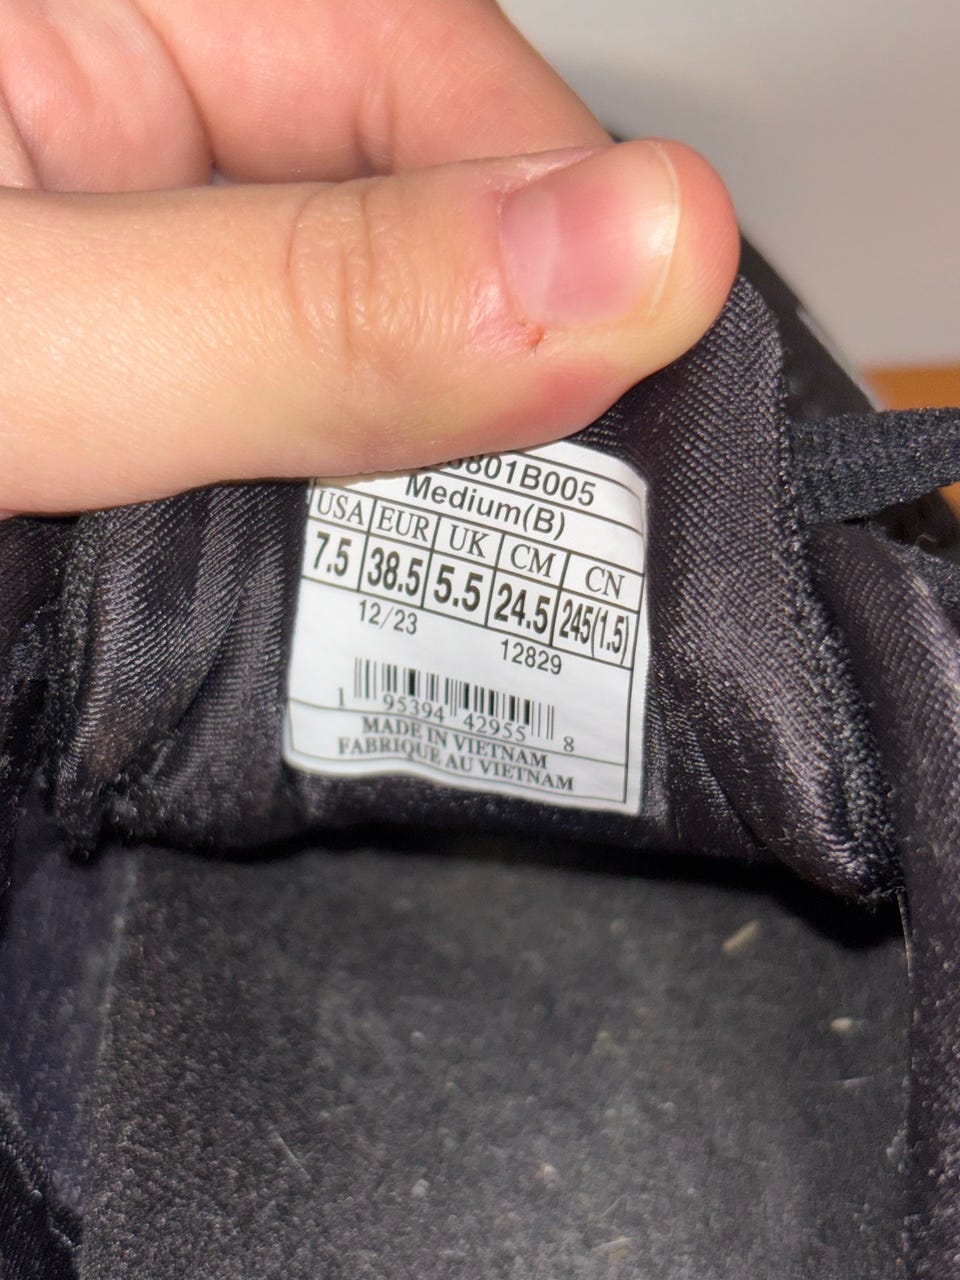 801B005
Medium(B)
USA EUR UK CM CN
7.5 38.5 5.5 24.5 245(1.5)
12/23
12829
1 95394 42955 8
MADE IN VIETNAM
FABRIQUE AU VIETNAM